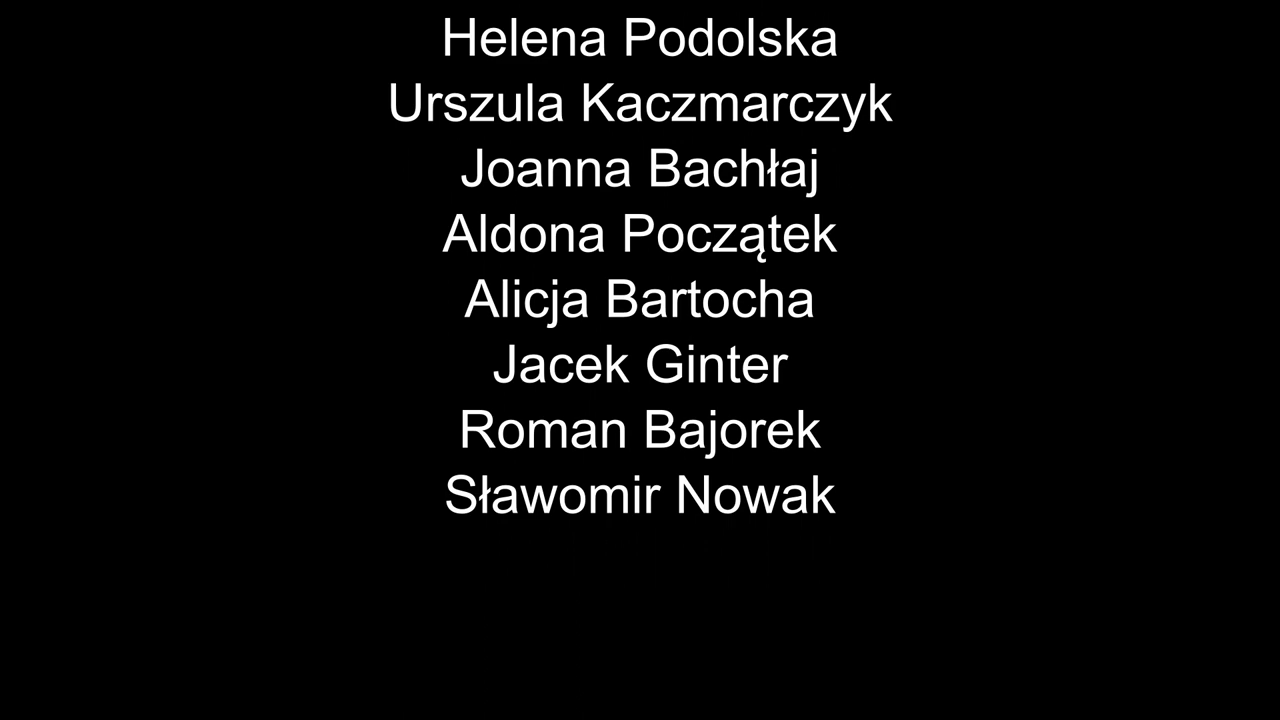 Helena Podolska
Urszula Kaczmarczyk
Joanna Bachłaj
Aldona Początek
Alicja Bartocha
Jacek Ginter
Roman Bajorek
Sławomir Nowak